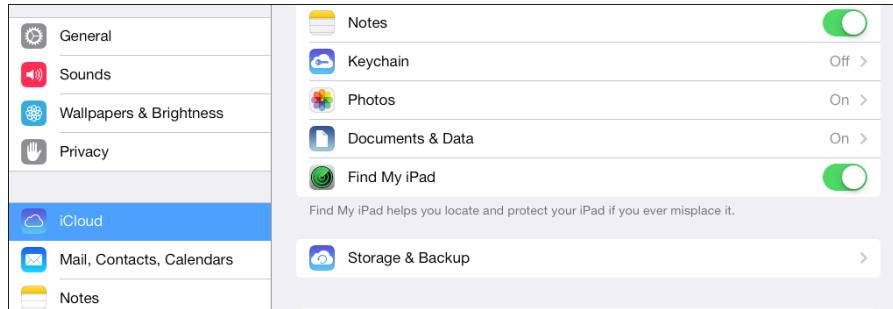 General
Sounds
Wallpapers & Brightness
Privacy
iCloud
Mail, Contacts, Calendars
Notes
Notes
Keychain Off
Photos On
Documents & Data On
Find My iPad
Find My iPad helps you locate and protect your iPad if you ever misplace it.
Storage & Backup